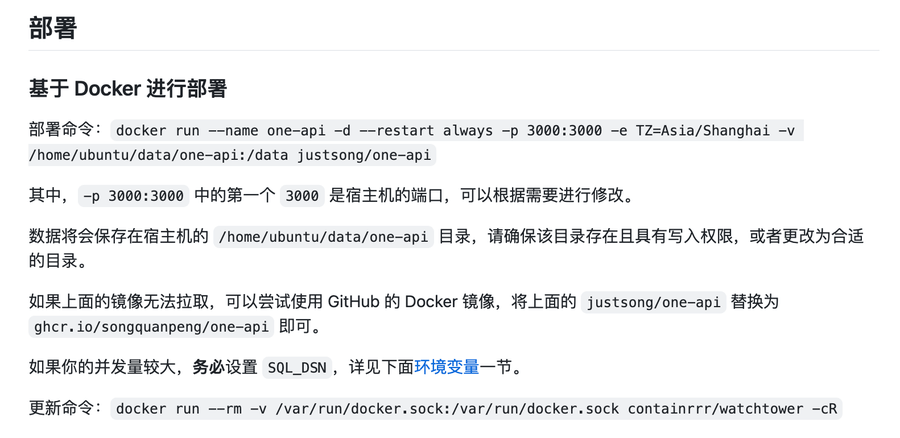 部署
基于 Docker 进行部署
部署命令： docker run --name one-api -d --restart always -p 3000:3000 -e TZ=Asia/Shanghai -v
/home/ubuntu/data/one-api:/data justsong/one-api
其中， -p 3000:3000 中的第一个 3000 是宿主机的端口，可以根据需要进行修改。
数据将会保存在宿主机的 /home/ubuntu/data/one-api 目录，请确保该目录存在且具有写入权限，或者更改为合适
的目录。
如果上面的镜像无法拉取，可以尝试使用 GitHub 的 Docker 镜像，将上面的 justsong/one-api 替换为
ghcr.io/songquanpeng/one-api 即可。
如果你的并发量较大，务必设置 SQL_DSN ，详见下面环境变量一节。
更新命令： docker run --rm -v /var/run/docker.sock:/var/run/docker.sock containrrr/watchtower -cR